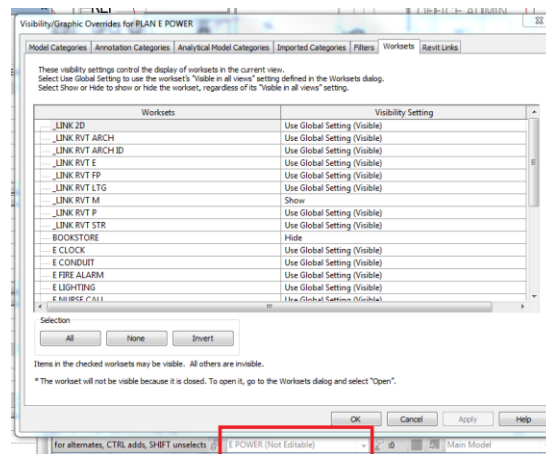 OFFICE ADMIN
Visibility/Graphic Overrides for PLAN E POWER
Model Categories Annotation Categories Analytical Model Categories Imported Categories Filters Worksets Revit Links
These visibility settings control the display of worksets in the current view.
Select Use Global Setting to use the workset's "Visible in all views" setting defined in the Worksets dialog.
Select Show or Hide to show or hide the workset, regardless of its "Visible in all views" setting.
Worksets Visibility Setting
_LINK 2D Use Global Setting (Visible)
_LINK RVT ARCH Use Global Setting (Visible)
_LINK RVT ARCH ID Use Global Setting (Visible)
_LINK RVT E Use Global Setting (Visible)
_LINK RVT FP Use Global Setting (Visible)
_LINK RVT LTG Use Global Setting (Visible)
_LINK RVT M Show
_LINK RVT P Use Global Setting (Visible)
_LINK RVT STR Use Global Setting (Visible)
BOOKSTORE Hide
E CLOCK Use Global Setting (Visible)
E CONDUIT Use Global Setting (Visible)
E FIRE ALARM Use Global Setting (Visible)
E LIGHTING Use Global Setting (Visible)
E NURSE CALL Use Global Setting (Visible)
Selection
All None Invert
Items in the checked worksets may be visible. All others are invisible.
* The workset will not be visible because it is closed. To open it, go to the Worksets dialog and select "Open".
OK Cancel Apply Help
for alternates, CTRL adds, SHIFT unselects E POWER (Not Editable) :0 Main Model